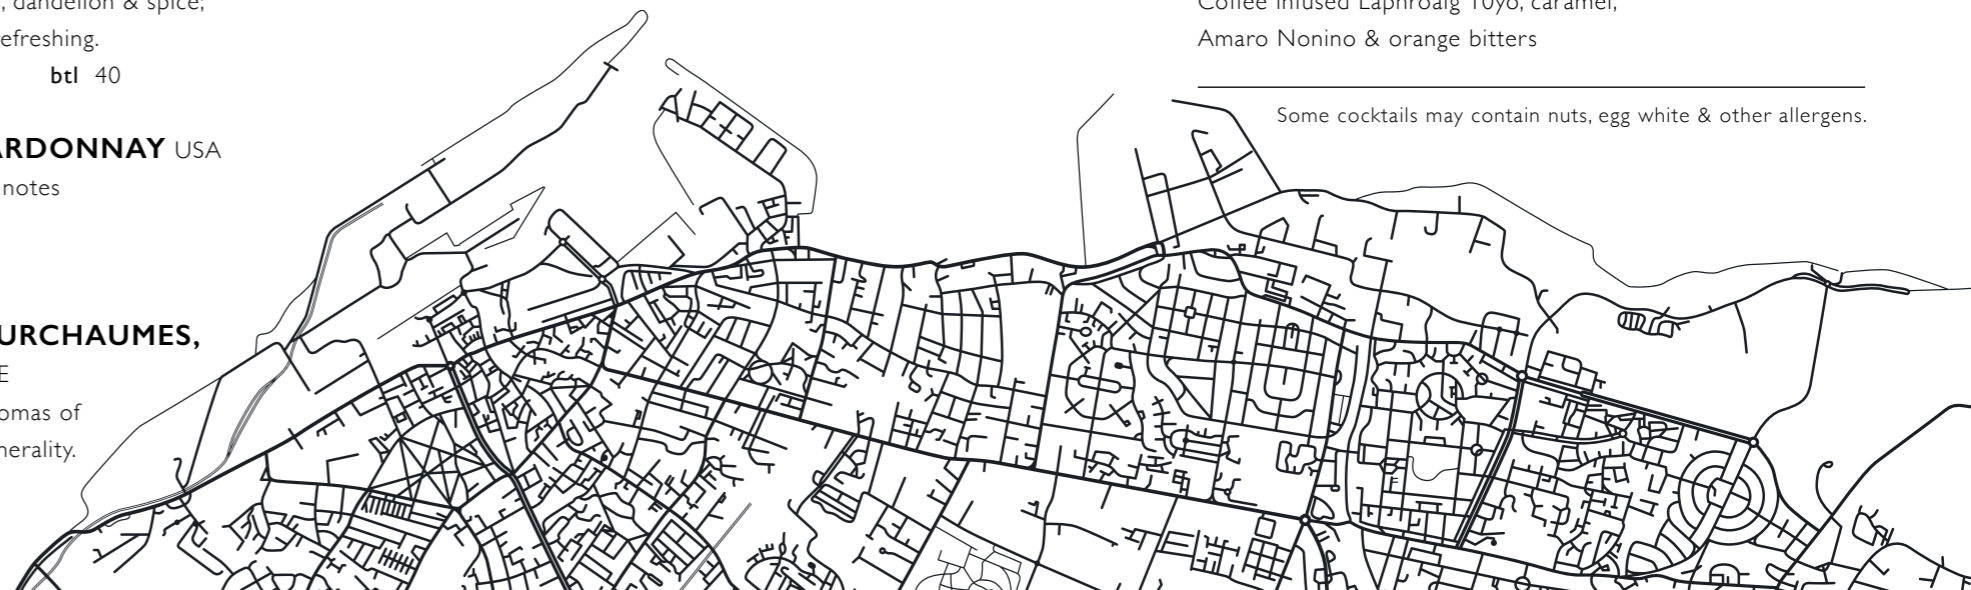 , dandelion & spice;
efreshing.
btl 40
ARDONNAY USA
notes
URCHAUMES,
E
omas of
nerality.
Coffee infused Laphroaig 10yo, caramel,
Amaro Nonino & orange bitters
Some cocktails may contain nuts, egg white & other allergens.